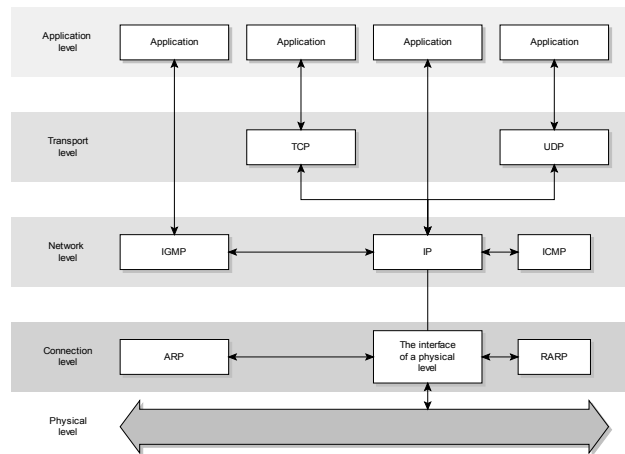 Application
level
Application
Application
Application
Application
Transport
level
TCP
UDP
Network
level
IGMP
IP
ICMP
Connection
level
ARP
The interface
of a physical
level
RARP
Physical
level